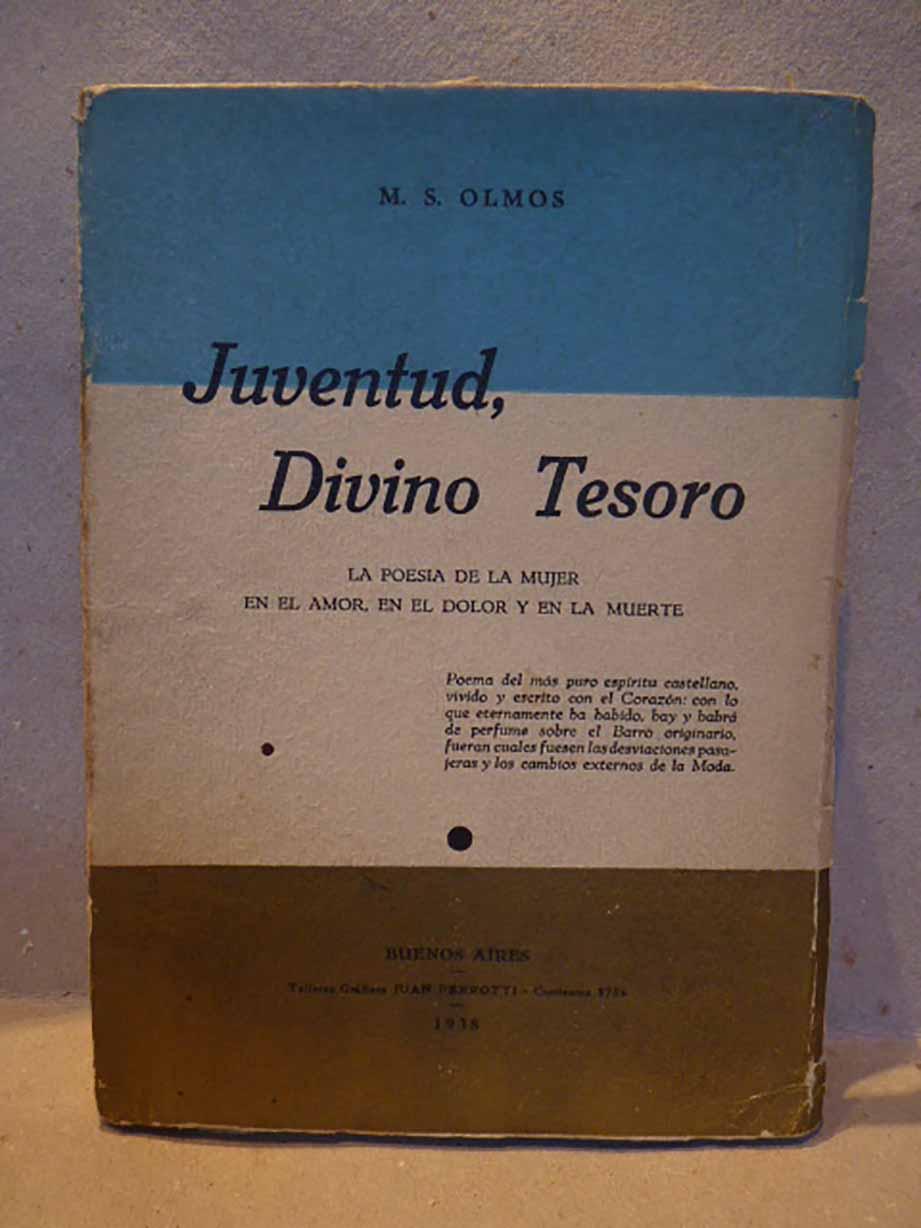 M. S. OLMOS
Juventud,
Divino Tesoro
LA POESIA DE LA MUJER
EN EL AMOR, EN EL DOLOR Y EN LA MUERTE
Poema del más puro espíritu castellano,
vivido y escrito con el Corazón: con lo
que eternamente ha habido, hay y habrá
de perfume sobre el Barro originario,
fueran cuales fuesen las desviaciones pasa-
jeras y los cambios externos de la Moda.
BUENOS AIRES
Talleres Gráficos JUAN PERROTTI -
1938